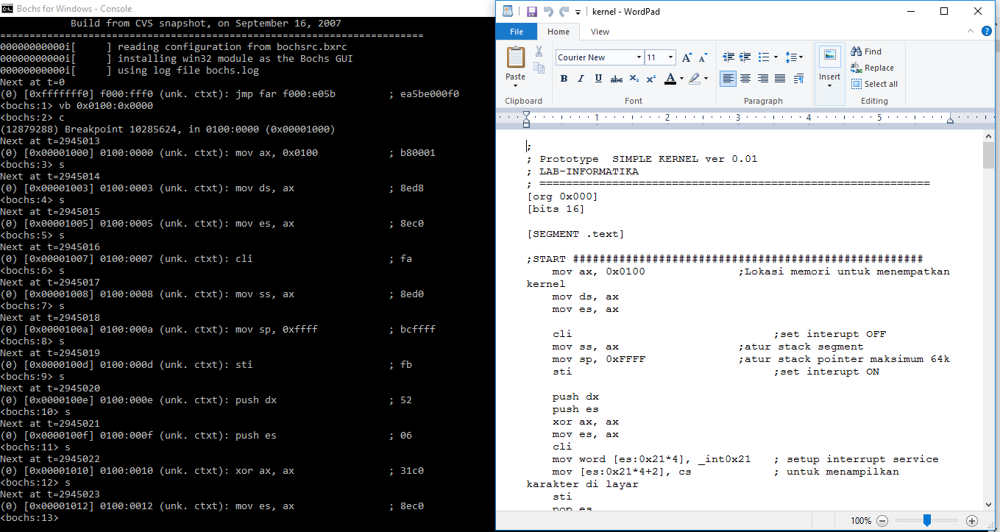 Bochs for Windows - Console
Build from CVS snapshot, on September 16, 2007
========================================================================
00000000000i[     ] reading configuration from bochsrc.bxrc
00000000000i[     ] installing win32 module as the Bochs GUI
00000000000i[     ] using log file bochs.log
Next at t=0
(0) [0xfffffff0] f000:fff0 (unk. ctxt): jmp far f000:e05b         ; ea5be000f0
<bochs:1> vb 0x0100:0x0000
<bochs:2> c
(12879288) Breakpoint 10285624, in 0100:0000 (0x00001000)
Next at t=2945013
(0) [0x00001000] 0100:0000 (unk. ctxt): mov ax, 0x0100            ; b80001
<bochs:3> s
Next at t=2945014
(0) [0x00001003] 0100:0003 (unk. ctxt): mov ds, ax                ; 8ed8
<bochs:4> s
Next at t=2945015
(0) [0x00001005] 0100:0005 (unk. ctxt): mov es, ax                ; 8ec0
<bochs:5> s
Next at t=2945016
(0) [0x00001007] 0100:0007 (unk. ctxt): cli                       ; fa
<bochs:6> s
Next at t=2945017
(0) [0x00001008] 0100:0008 (unk. ctxt): mov ss, ax                ; 8ed0
<bochs:7> s
Next at t=2945018
(0) [0x0000100a] 0100:000a (unk. ctxt): mov sp, 0xffff            ; bcffff
<bochs:8> s
Next at t=2945019
(0) [0x0000100d] 0100:000d (unk. ctxt): sti                       ; fb
<bochs:9> s
Next at t=2945020
(0) [0x0000100e] 0100:000e (unk. ctxt): push dx                   ; 52
<bochs:10> s
Next at t=2945021
(0) [0x0000100f] 0100:000f (unk. ctxt): push es                   ; 06
<bochs:11> s
Next at t=2945022
(0) [0x00001010] 0100:0010 (unk. ctxt): xor ax, ax                ; 31c0
<bochs:12> s
Next at t=2945023
(0) [0x00001012] 0100:0012 (unk. ctxt): mov es, ax                ; 8ec0
<bochs:13>
kernel - WordPad
File Home View
Paste
Clipboard
Courier New 11
B I U abc X₂ X² A
Font
Paragraph
Insert
Find
Replace
Select all
Editing
1 2 3 4 5
;
; Prototype  SIMPLE KERNEL ver 0.01
; LAB-INFORMATIKA
; ===========================================================
[org 0x000]
[bits 16]
[SEGMENT .text]
;START #####################################################
mov ax, 0x0100              ;Lokasi memori untuk menempatkan
kernel
mov ds, ax
mov es, ax
cli                              ;set interupt OFF
mov ss, ax                  ;atur stack segment
mov sp, 0xFFFF              ;atur stack pointer maksimum 64k
sti                              ;set interupt ON
push dx
push es
xor ax, ax
mov es, ax
cli
mov word [es:0x21*4], _int0x21   ; setup interrupt service
mov [es:0x21*4+2], cs            ; untuk menampilkan
karakter di layar
sti
pop es
100%